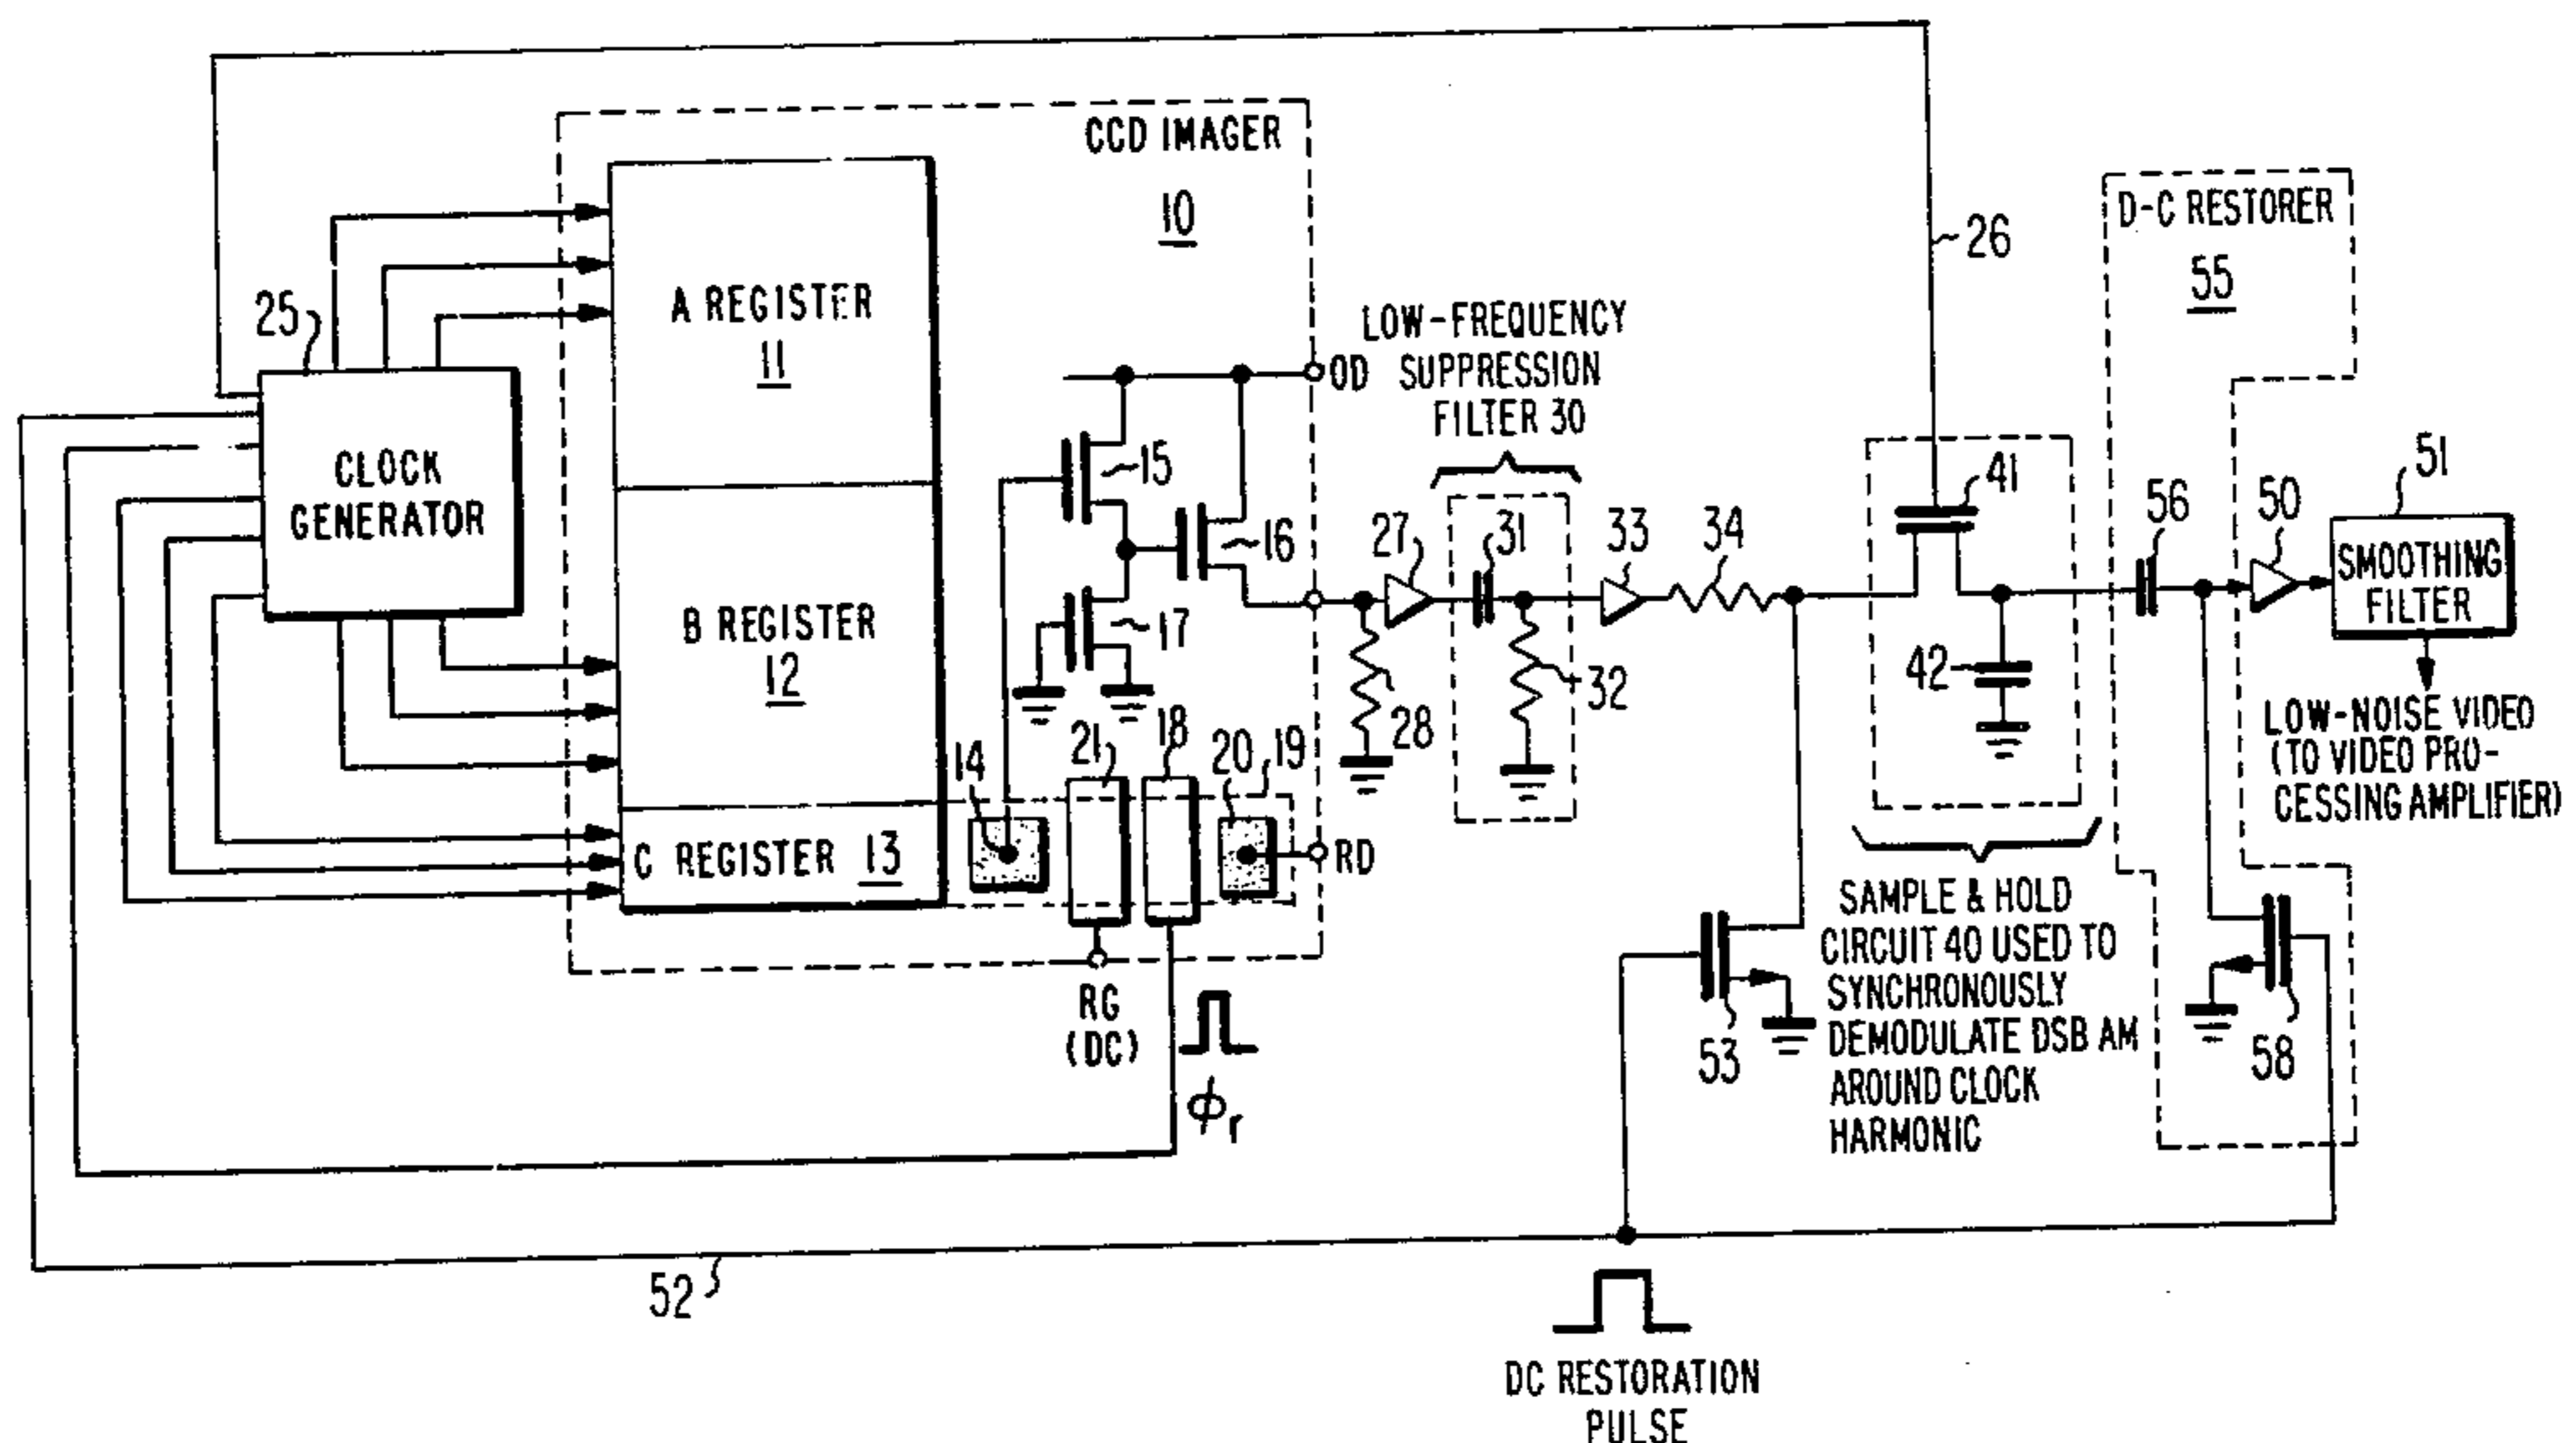 CCD IMAGER
10
A REGISTER
11
B REGISTER
12
C REGISTER 13
25
CLOCK
GENERATOR
OD
15
16
17
14
21
18
20
19
RD
RG
(DC)
ϕr
LOW-FREQUENCY
SUPPRESSION
FILTER 30
27
28
31
32
33
34
26
41
42
SAMPLE & HOLD
CIRCUIT 40 USED TO
SYNCHRONOUSLY
DEMODULATE DSB AM
AROUND CLOCK
HARMONIC
53
D-C RESTORER
55
56
50
51
SMOOTHING
FILTER
LOW-NOISE VIDEO
(TO VIDEO PRO-
CESSING AMPLIFIER)
58
52
DC RESTORATION
PULSE